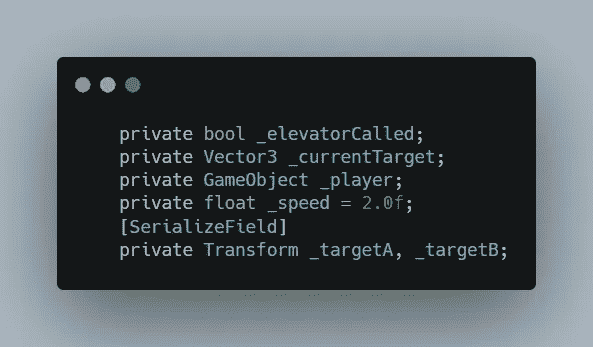 private bool _elevatorCalled;
private Vector3 _currentTarget;
private GameObject _player;
private float _speed = 2.0f;
[SerializeField]
private Transform _targetA, _targetB;